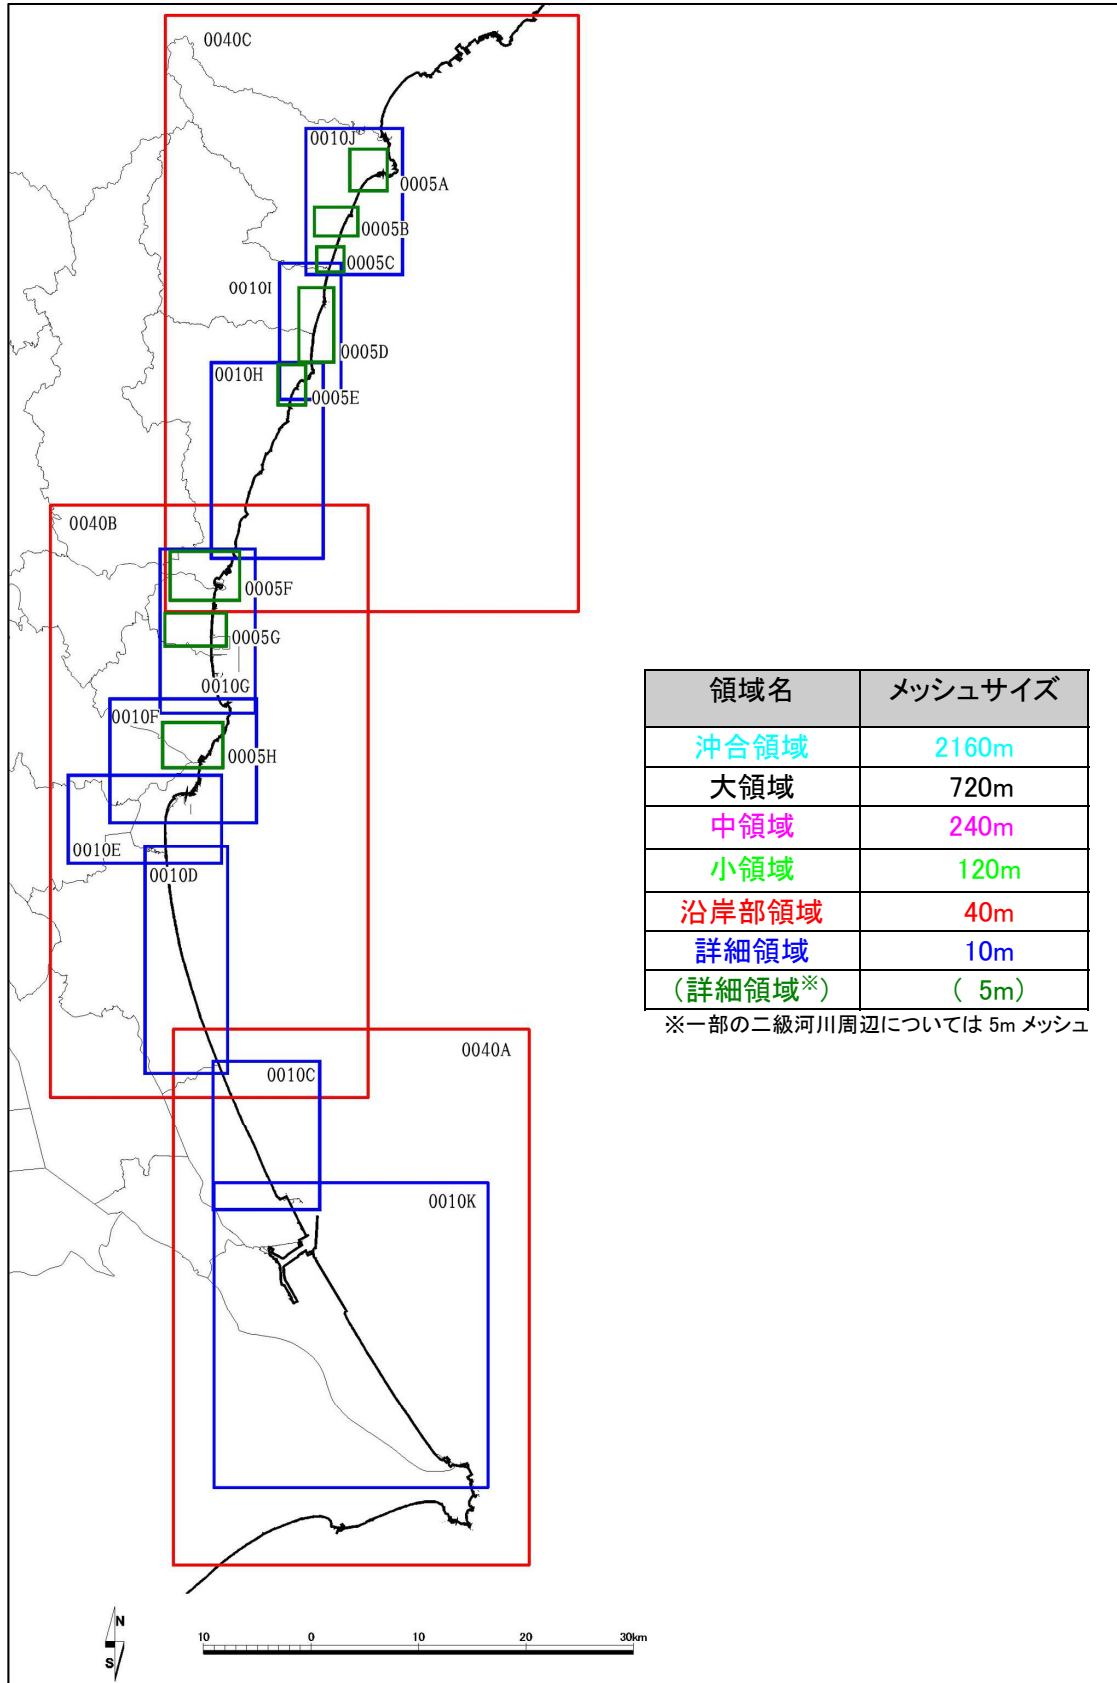 0040C
0010J
0005A
0005B
0005C
0010I
0005D
0010H
0005E
0040B
0005F
0005G
0010G
0010F
0005H
0010E
0010D
0040A
0010C
0010K
領域名 メッシュサイズ
沖合領域 2160m
大領域 720m
中領域 240m
小領域 120m
沿岸部領域 40m
詳細領域 10m
(詳細領域※) ( 5m)
※一部の二級河川周辺については 5m メッシュ
N
S
10 0 10 20 30km